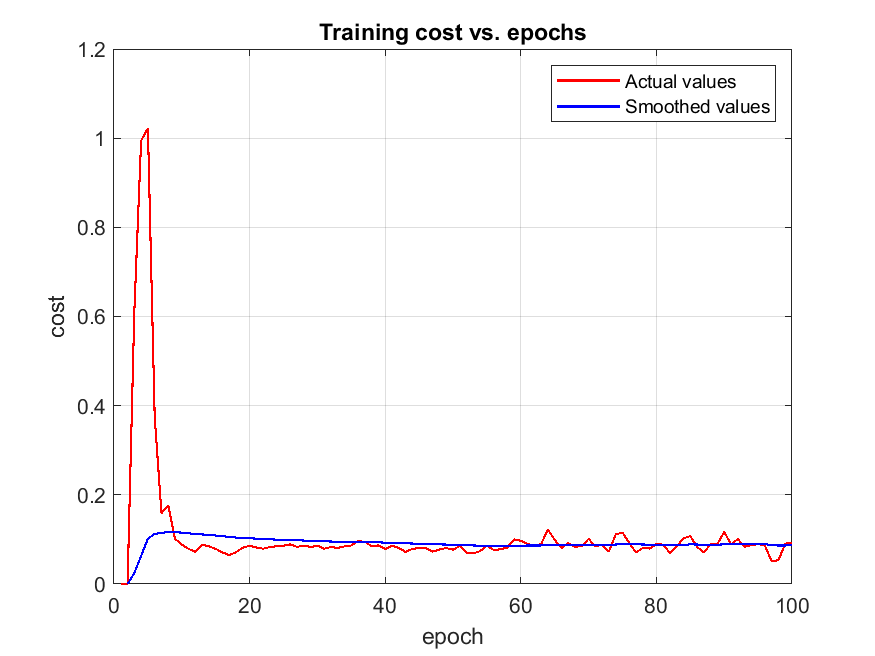 Training cost vs. epochs
1.2
1
0.8
0.6
0.4
0.2
0
cost
Actual values
Smoothed values
0 20 40 60 80 100
epoch